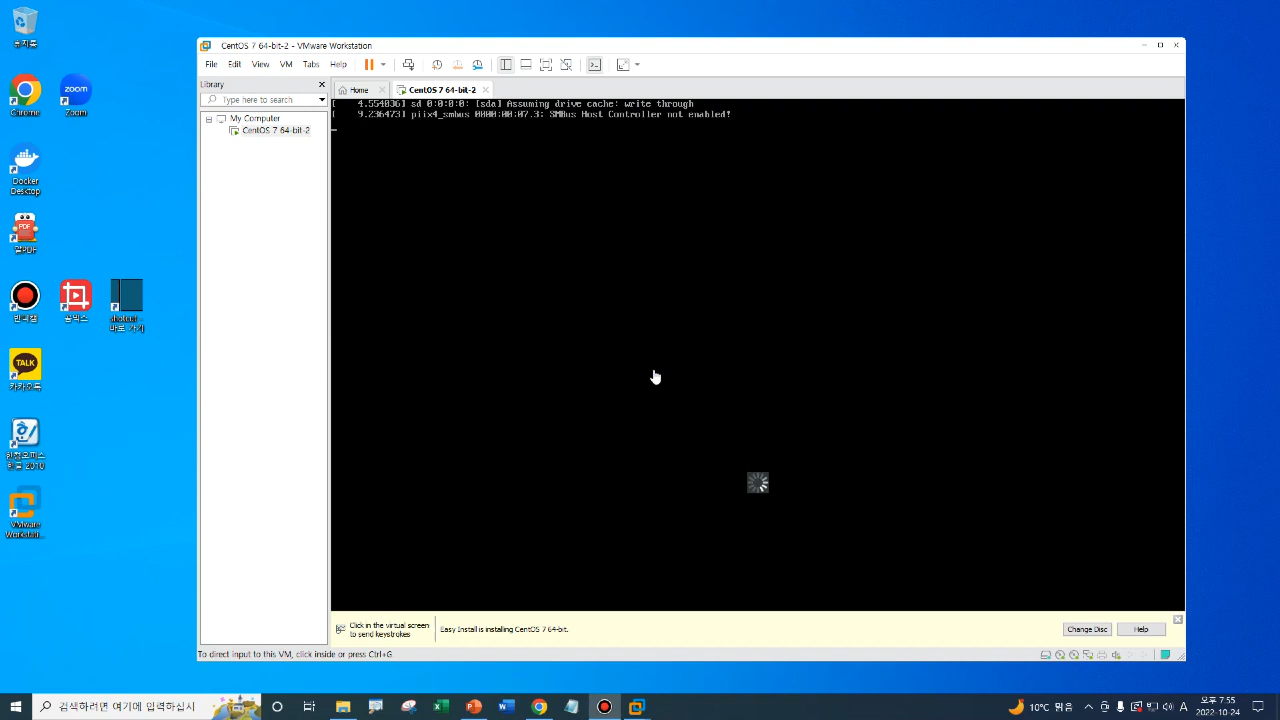 휴지통
Chrome
Zoom
Docker
Desktop
PDF
알PDF
반디캠
곰믹스
shotcut -
바로 가기
TALK
카카오톡
한컴오피스
한글 2010
VMware
Workstati...
CentOS 7 64-bit-2 - VMware Workstation
File Edit View VM Tabs Help
Library
Type here to search
My Computer
CentOS 7 64-bit-2
Home
CentOS 7 64-bit-2
[    4.554036] sd 0:0:0:0: [sda] Assuming drive cache: write through
[    9.236473] piix4_smbus 0000:00:07.3: SMBus Host Controller not enabled!
Click in the virtual screen
to send keystrokes
Easy Install is installing CentOS 7 64-bit.
Change Disc
Help
To direct input to this VM, click inside or press Ctrl+G.
검색하려면 여기에 입력하십시
10°C 맑음
A
오후 7:55
2022-10-24